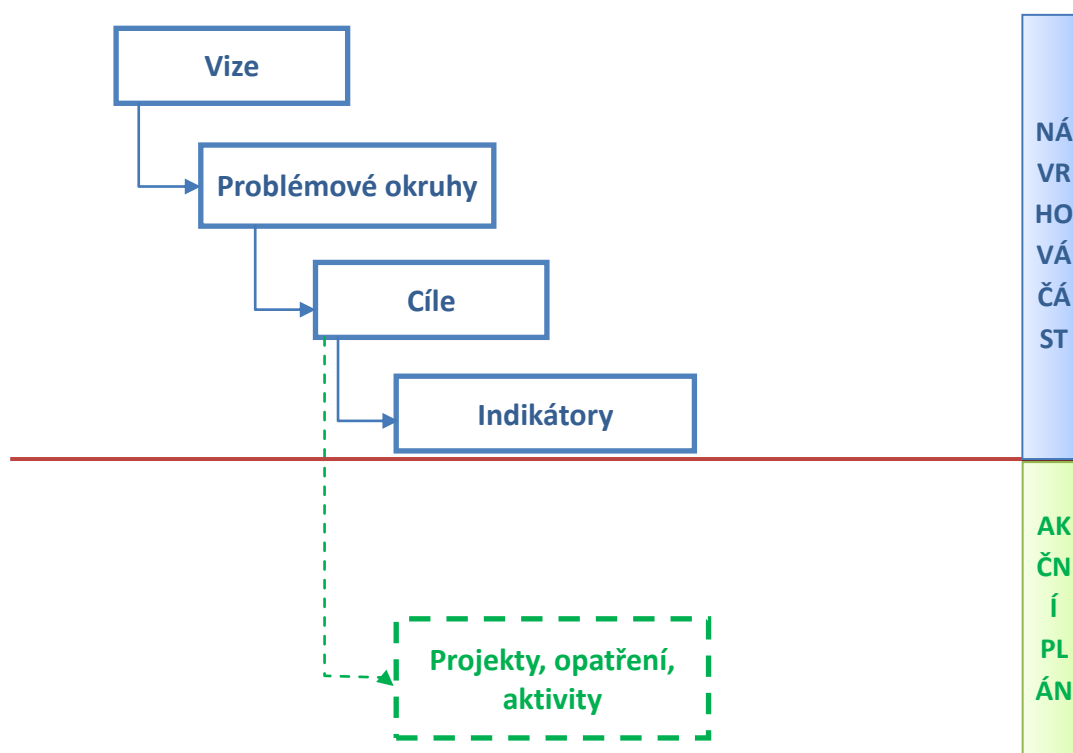 Vize
Problémové okruhy
Cíle
Indikátory
Projekty, opatření,
aktivity
NÁ
VR
HO
VÁ
ČÁ
ST
AK
ČN
Í
PL
ÁN